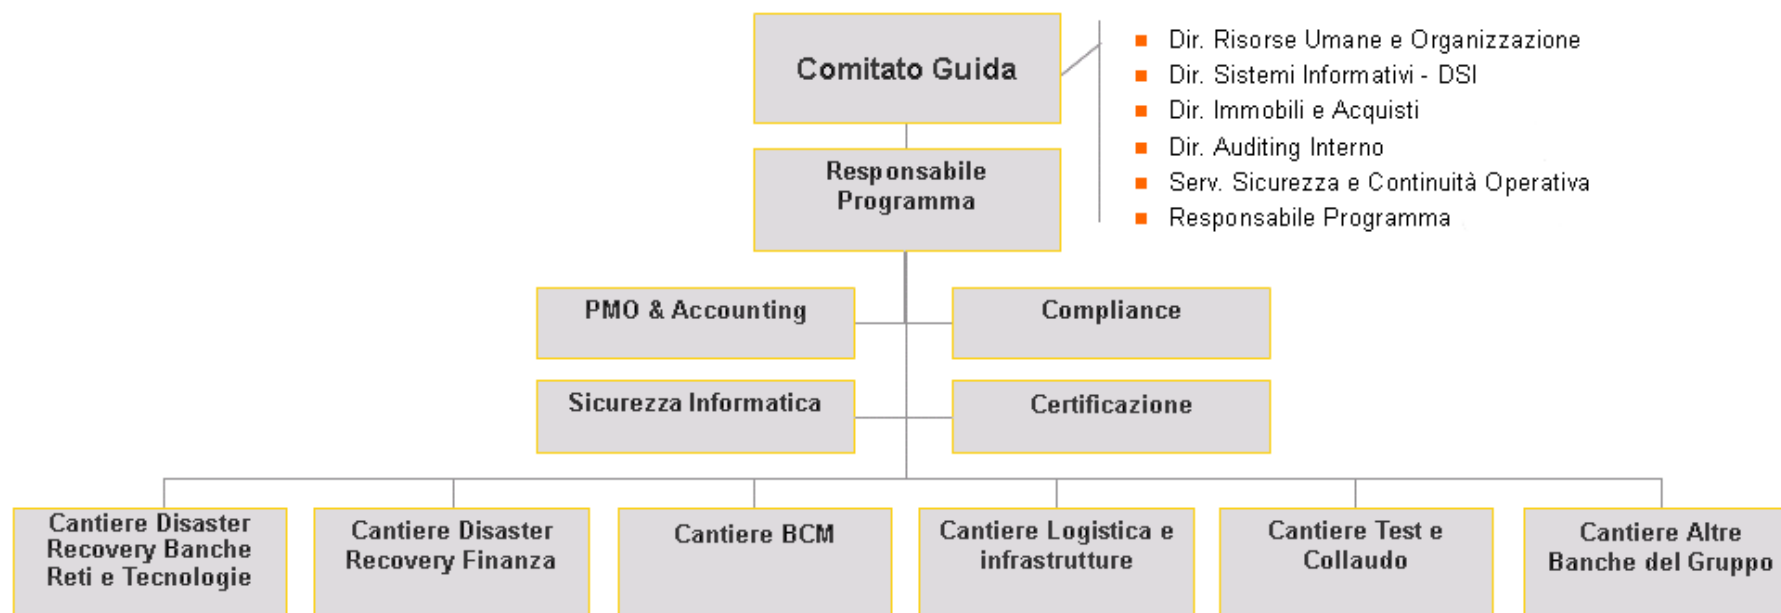 Comitato Guida
Dir. Risorse Umane e Organizzazione
Dir. Sistemi Informativi - DSI
Dir. Immobili e Acquisti
Dir. Auditing Interno
Serv. Sicurezza e Continuità Operativa
Responsabile Programma
Responsabile
Programma
PMO & Accounting
Compliance
Sicurezza Informatica
Certificazione
Cantiere Disaster
Recovery Banche
Reti e Tecnologie
Cantiere Disaster
Recovery Finanza
Cantiere BCM
Cantiere Logistica e
infrastrutture
Cantiere Test e
Collaudo
Cantiere Altre
Banche del Gruppo